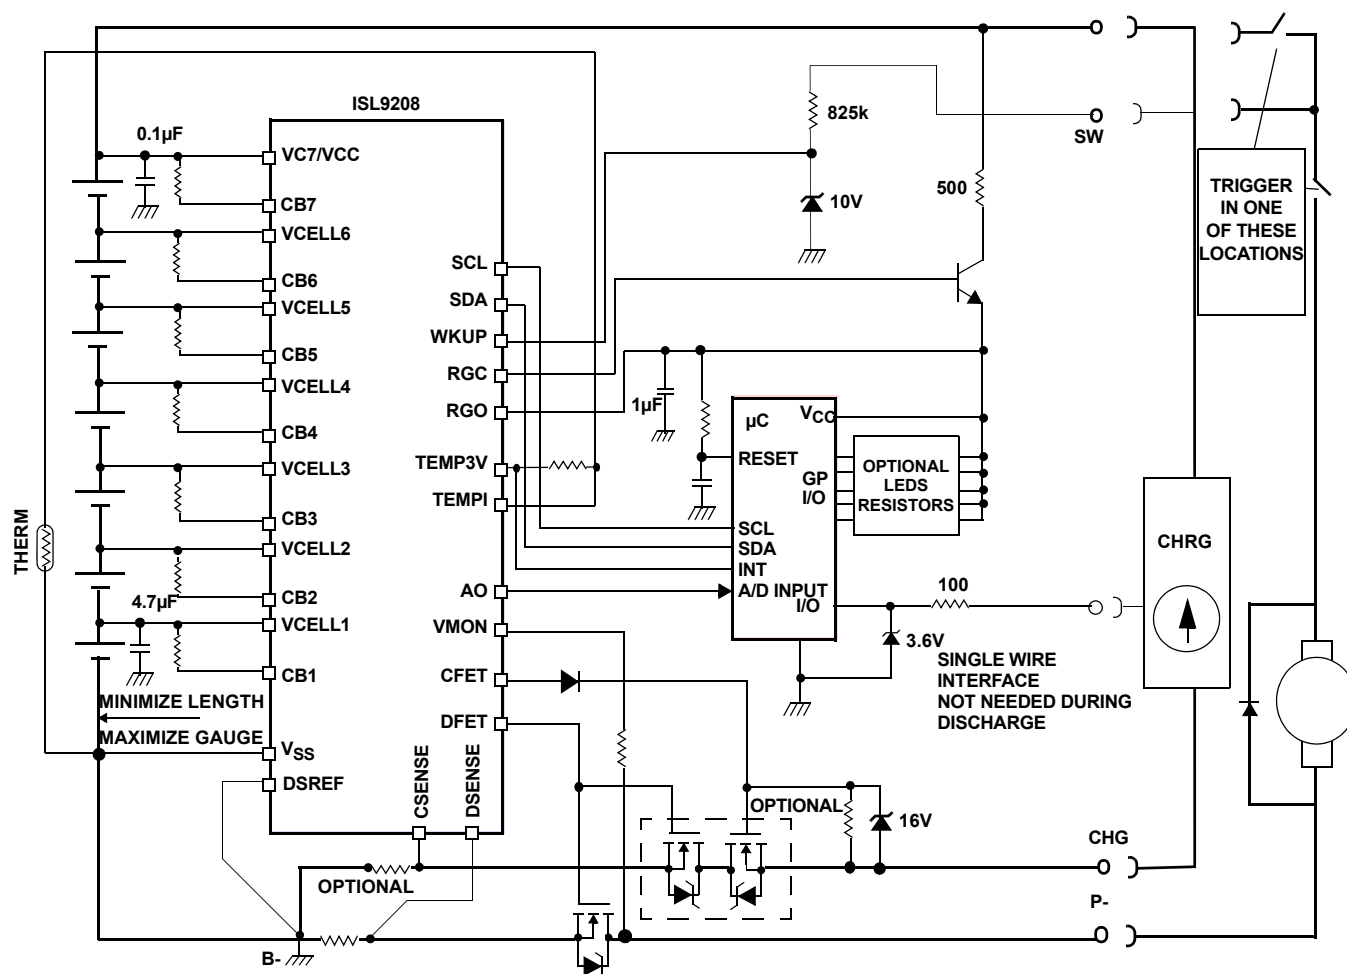 ISL9208
0.1µF
VC7/VCC
CB7
VCELL6
CB6
VCELL5
CB5
VCELL4
CB4
VCELL3
CB3
VCELL2
CB2
4.7µF
VCELL1
CB1
THERM
MINIMIZE LENGTH
MAXIMIZE GAUGE
VSS
DSREF
SCL
SDA
WKUP
RGC
RGO
TEMP3V
TEMPI
AO
VMON
CFET
DFET
CSENSE
DSENSE
OPTIONAL
B-
825k
10V
500
SW
1µF
µC
VCC
RESET
GP
I/O
SCL
SDA
INT
A/D INPUT
I/O
OPTIONAL
LEDS
RESISTORS
100
3.6V
SINGLE WIRE
INTERFACE
NOT NEEDED DURING
DISCHARGE
OPTIONAL
16V
CHG
P-
TRIGGER
IN ONE
OF THESE
LOCATIONS
CHRG